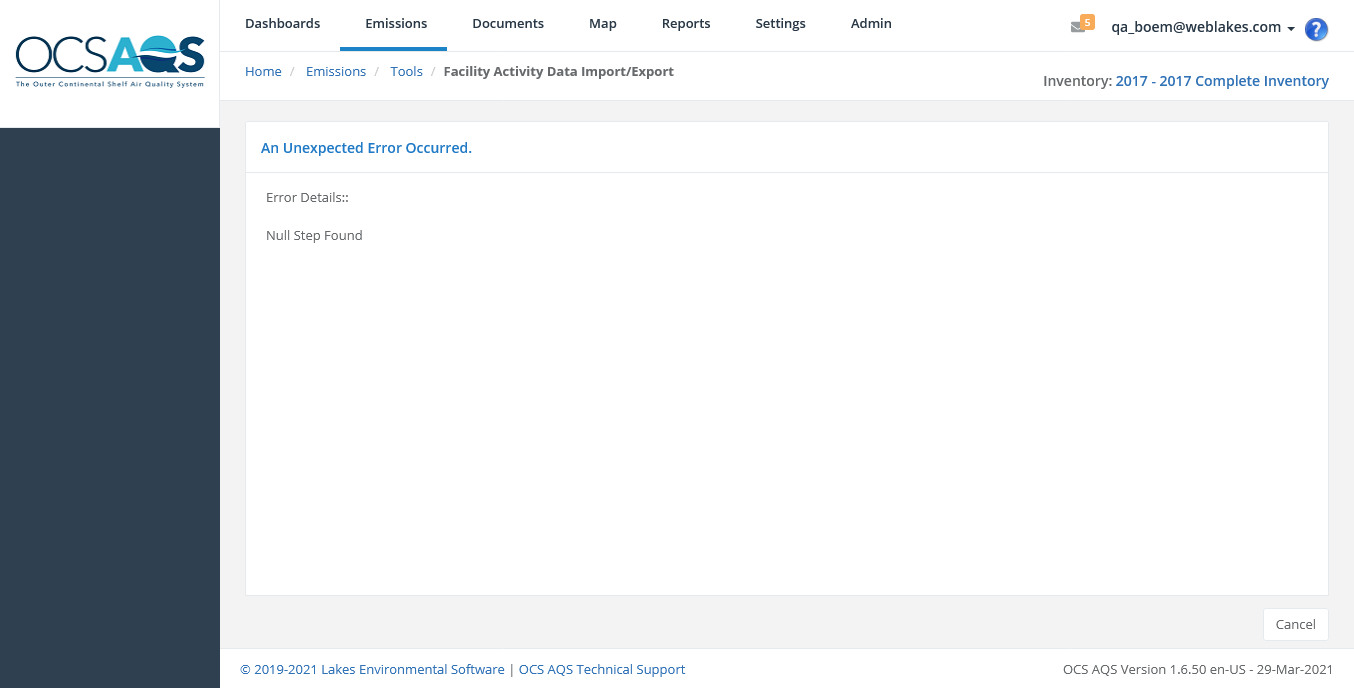 OCSAQS
The Outer Continental Shelf Air Quality System
Dashboards Emissions Documents Map Reports Settings Admin 5 qa_boem@weblakes.com ?
Home / Emissions / Tools / Facility Activity Data Import/Export
Inventory: 2017 - 2017 Complete Inventory
An Unexpected Error Occurred.
Error Details::
Null Step Found
Cancel
© 2019-2021 Lakes Environmental Software | OCS AQS Technical Support
OCS AQS Version 1.6.50 en-US - 29-Mar-2021